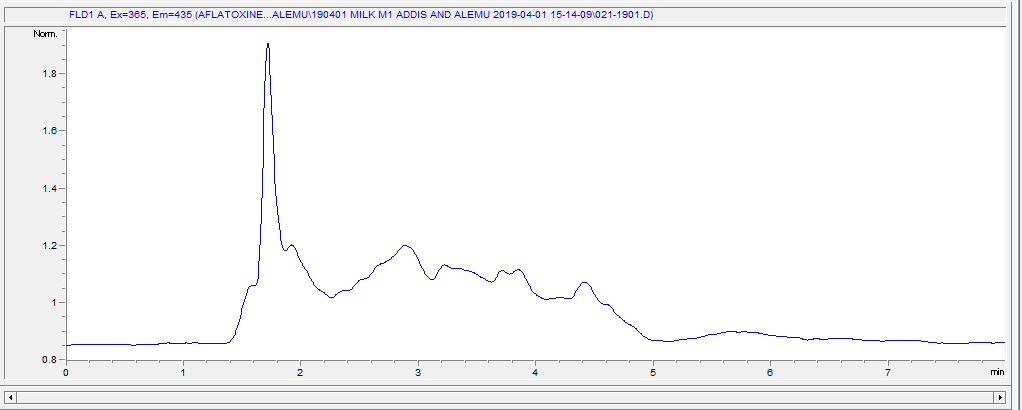 FLD1 A, Ex=365, Em=435 (AFLATOXINE...ALEMU\190401 MILK M1 ADDIS AND ALEMU 2019-04-01 15-14-09\021-1901.D)
Norm.
1.8
1.6
1.4
1.2
1
0.8
0 1 2 3 4 5 6 7 min